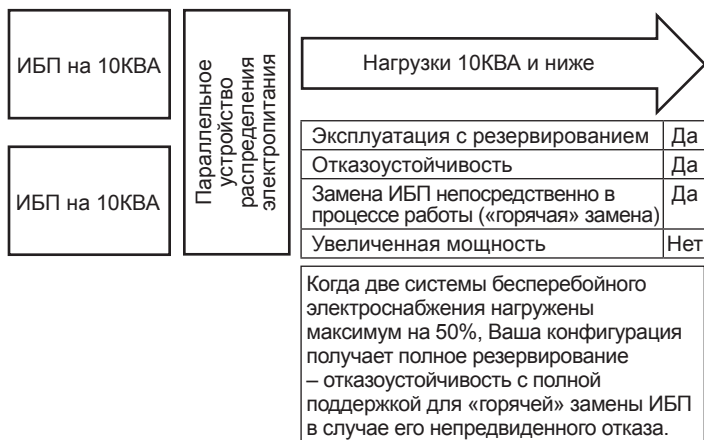 ИБП на 10КВА
ИБП на 10КВА
Параллельное
устройство
распределения
электропитания
Нагрузки 10КВА и ниже
Эксплуатация с резервированием Да
Отказоустойчивость Да
Замена ИБП непосредственно в Да
процессе работы («горячая» замена)
Увеличенная мощность Нет
Когда две системы бесперебойного
электроснабжения нагружены
максимум на 50%, Ваша конфигурация
получает полное резервирование
– отказоустойчивость с полной
поддержкой для «горячей» замены ИБП
в случае его непредвиденного отказа.